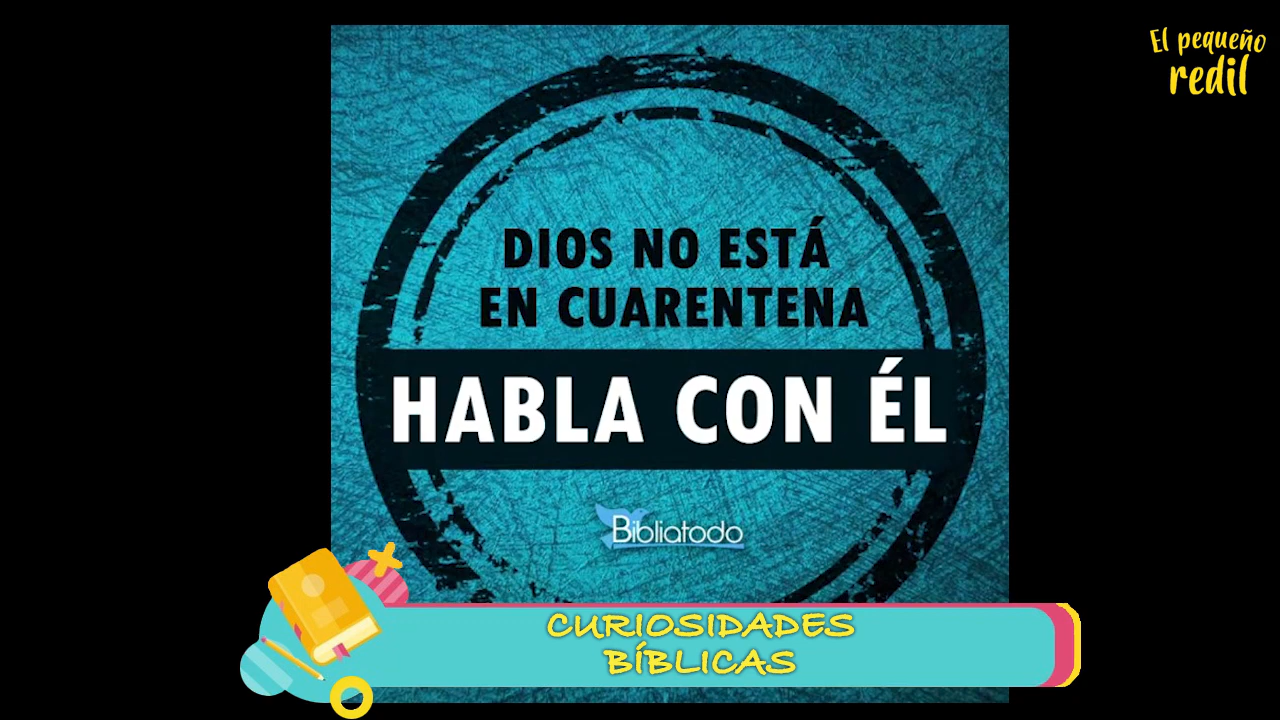 El pequeño
redil
DIOS NO ESTÁ
EN CUARENTENA
HABLA CON ÉL
Bibliatodo
CURIOSIDADES
BÍBLICAS